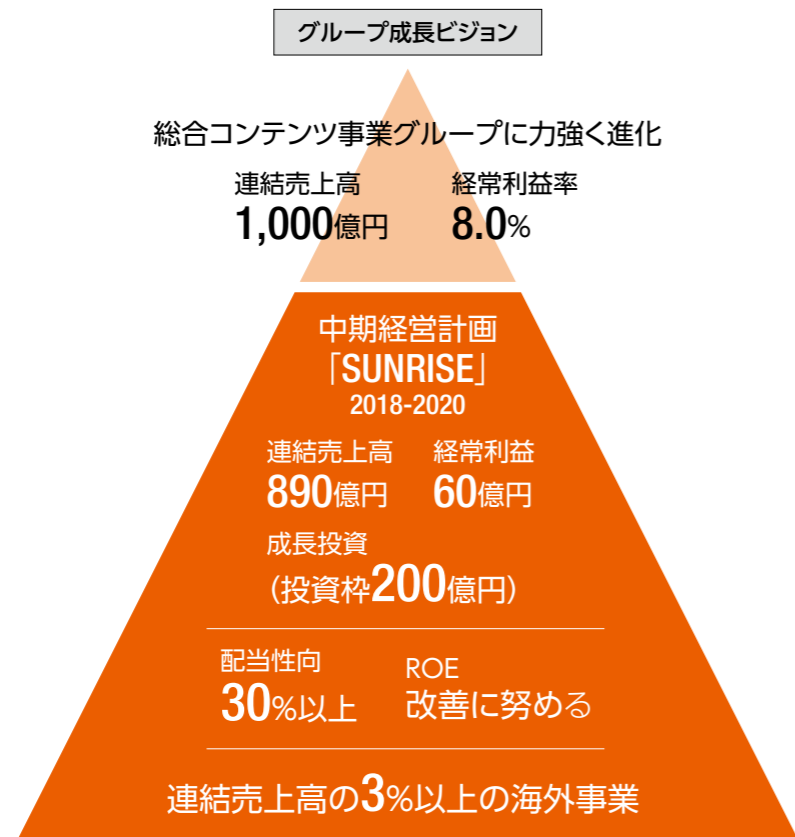 グループ成長ビジョン
総合コンテンツ事業グループに力強く進化
連結売上高 経常利益率
1,000億円 8.0%
中期経営計画
「SUNRISE」
2018-2020
連結売上高 経常利益
890億円 60億円
成長投資
(投資枠200億円)
配当性向 ROE
30%以上 改善に努める
連結売上高の3%以上の海外事業